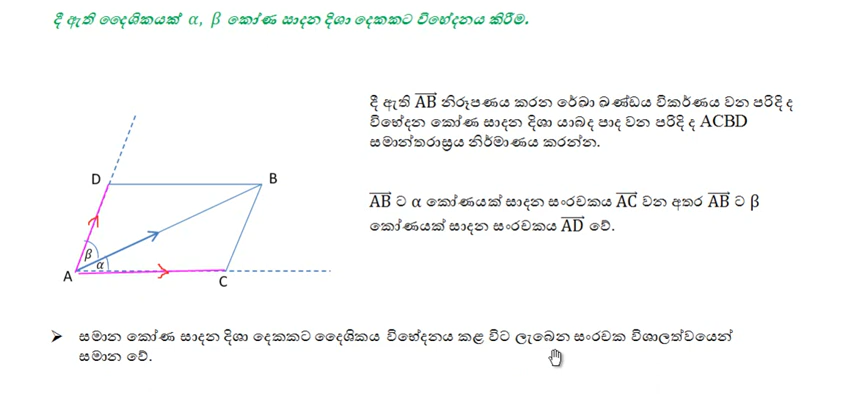 දී ඇති දෛශිකයක් α, β කෝණ සාදන දිශා දෙකකට විභේදනය කිරීම.
දී ඇති A͞B නිරූපණය කරන රේඛා ඛණ්ඩය විකර්ණය වන පරිදි ද
විභේදන කෝණ සාදන දිශා යාබද පාද වන පරිදි ද ACBD
සමාන්තරාස්‍රය නිර්මාණය කරන්න.
D
B
β
α
A
C
AB ට α කෝණයක් සාදන සංරචකය AC වන අතර AB ට β
කෝණයක් සාදන සංරචකය AD වේ.
➢ සමාන කෝණ සාදන දිශා දෙකකට දෛශිකය විභේදනය කළ විට ලැබෙන සංරචක විශාලත්වයෙන්
සමාන වේ.